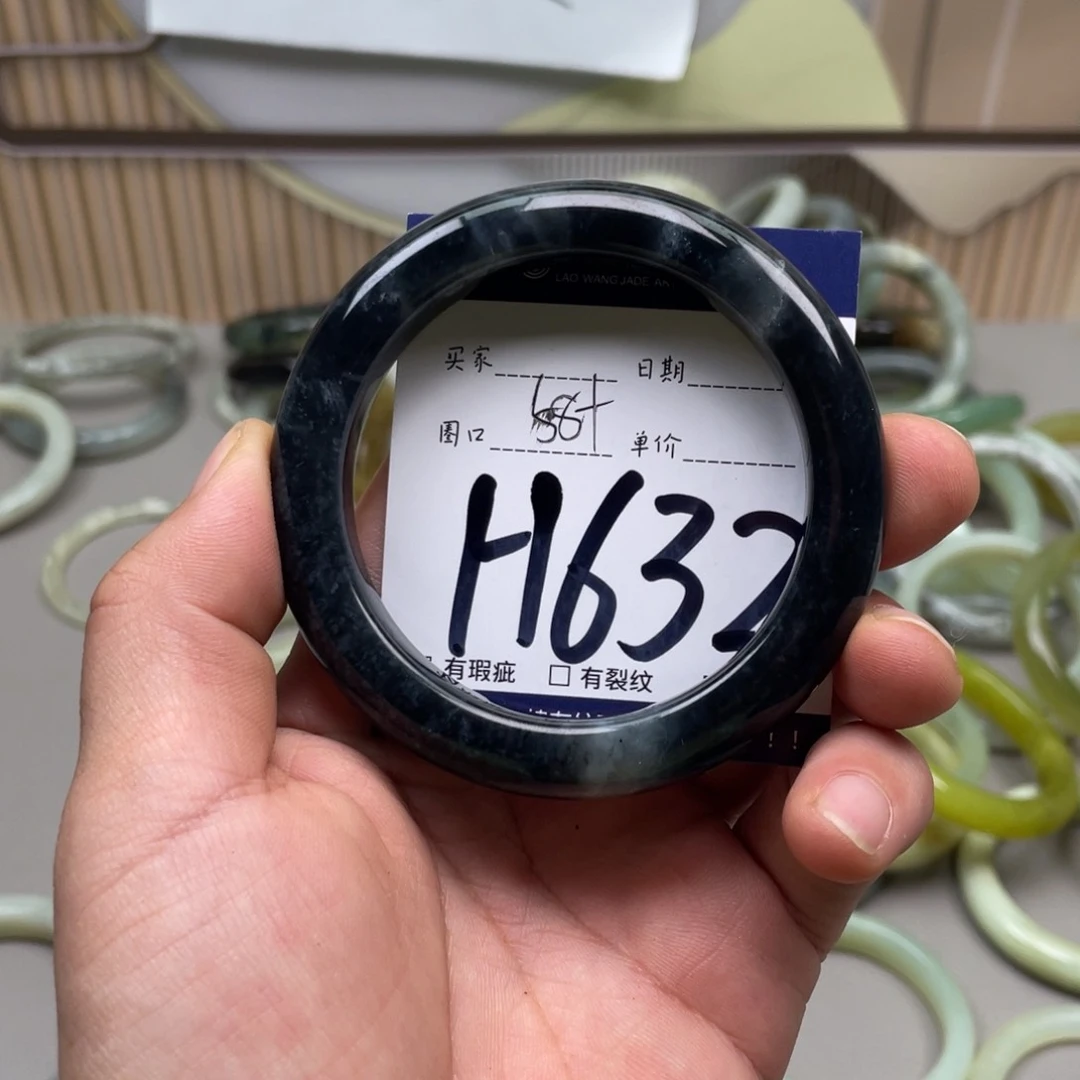 LAO WANG JADE
买家 日期
圈口 58+ 单价
H632
有瑕疵 □ 有裂纹
!!